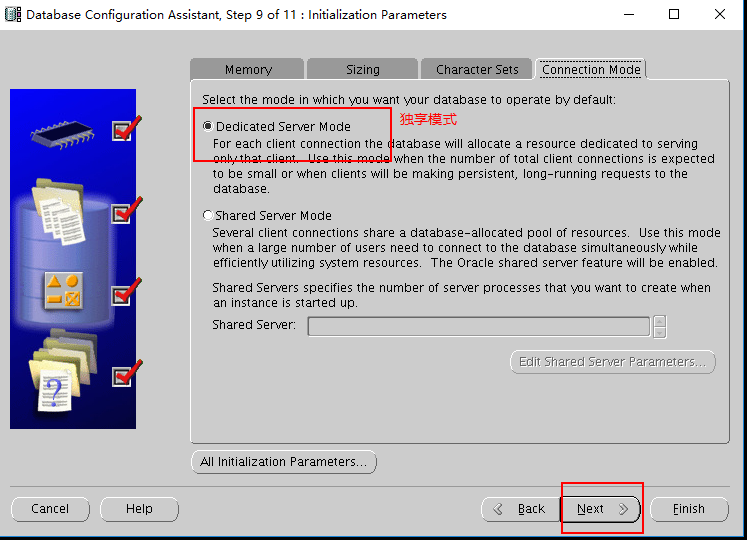 Database Configuration Assistant, Step 9 of 11 : Initialization Parameters
Memory
Sizing
Character Sets
Connection Mode
Select the mode in which you want your database to operate by default:
Dedicated Server Mode
独享模式
For each client connection the database will allocate a resource dedicated to serving
only that client. Use this mode when the number of total client connections is expected
to be small or when clients will be making persistent, long-running requests to the
database.
Shared Server Mode
Several client connections share a database-allocated pool of resources. Use this mode
when a large number of users need to connect to the database simultaneously while
efficiently utilizing system resources. The Oracle shared server feature will be enabled.
Shared Servers specifies the number of server processes that you want to create when
an instance is started up.
Shared Server:
Edit Shared Server Parameters...
All Initialization Parameters...
Cancel
Help
Back
Next
Finish